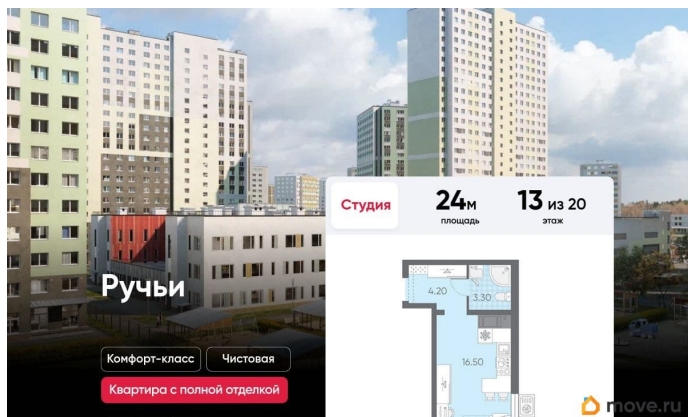 Студия
24м
площадь
13 из 20
этаж
4.20
3.30
16.50
Ручьи
Комфорт-класс
Чистовая
Квартира с полной отделкой
move.ru